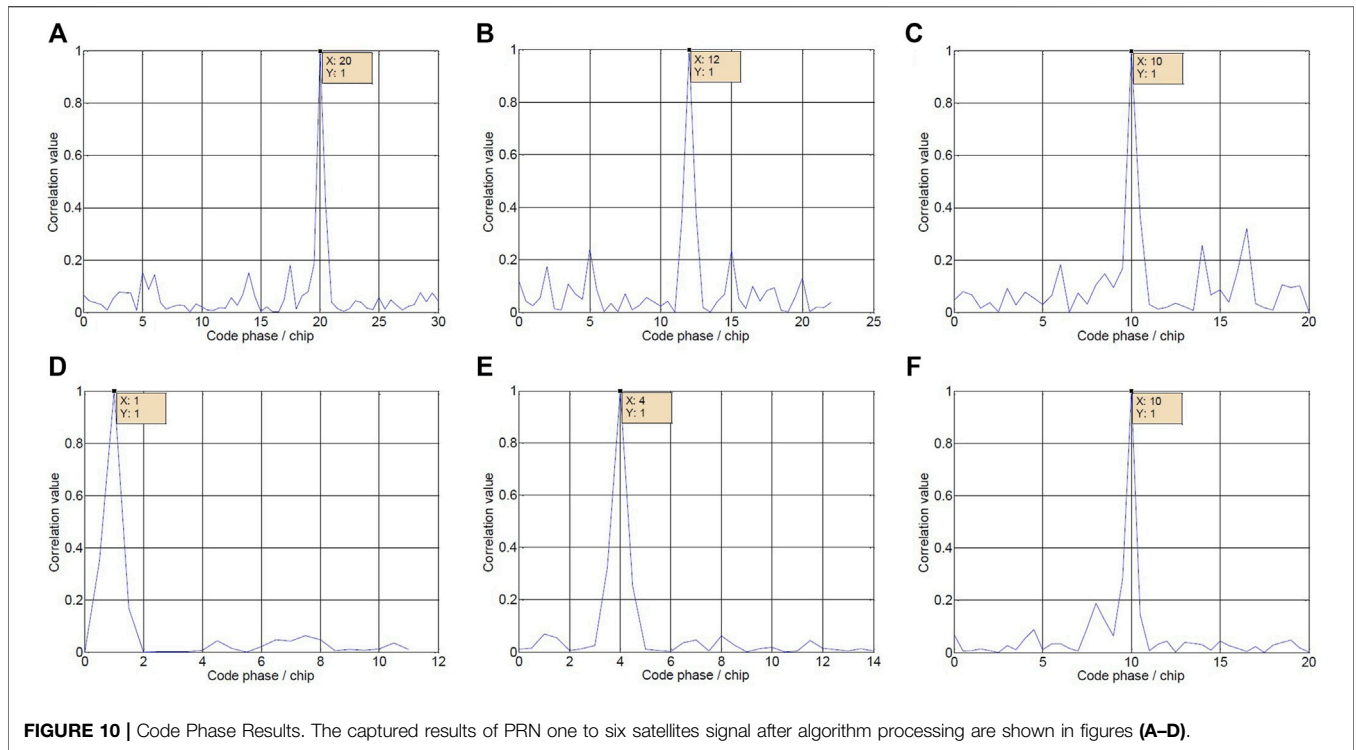 A
B
C
1
0.8
0.6
0.4
0.2
0
Correlation value
X: 20
Y: 1
0 5 10 15 20 25 30
Code phase / chip
1
0.8
0.6
0.4
0.2
0
Correlation value
X: 12
Y: 1
0 5 10 15 20 25
Code phase / chip
1
0.8
0.6
0.4
0.2
0
Correlation value
X: 10
Y: 1
0 5 10 15 20
Code phase / chip
D
E
F
1
0.8
0.6
0.4
0.2
0
Correlation value
X: 1
Y: 1
0 2 4 6 8 10 12
Code phase / chip
1
0.8
0.6
0.4
0.2
0
Correlation value
X: 4
Y: 1
0 2 4 6 8 10 12 14
Code phase / chip
1
0.8
0.6
0.4
0.2
0
Correlation value
X: 10
Y: 1
0 5 10 15 20
Code phase / chip
FIGURE 10 | Code Phase Results. The captured results of PRN one to six satellites signal after algorithm processing are shown in figures (A–D).